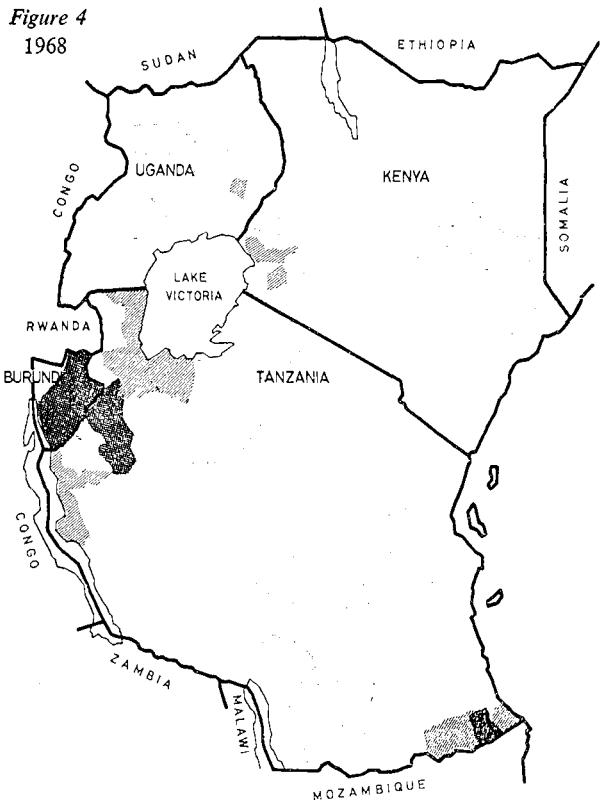 Figure 4
1968
SUDAN
ETHIOPIA
CONGO
UGANDA
KENYA
SOMALIA
LAKE
VICTORIA
RWANDA
BURUNDI
TANZANIA
CONGO
ZAMBIA
MALAWI
MOZAMBIQUE